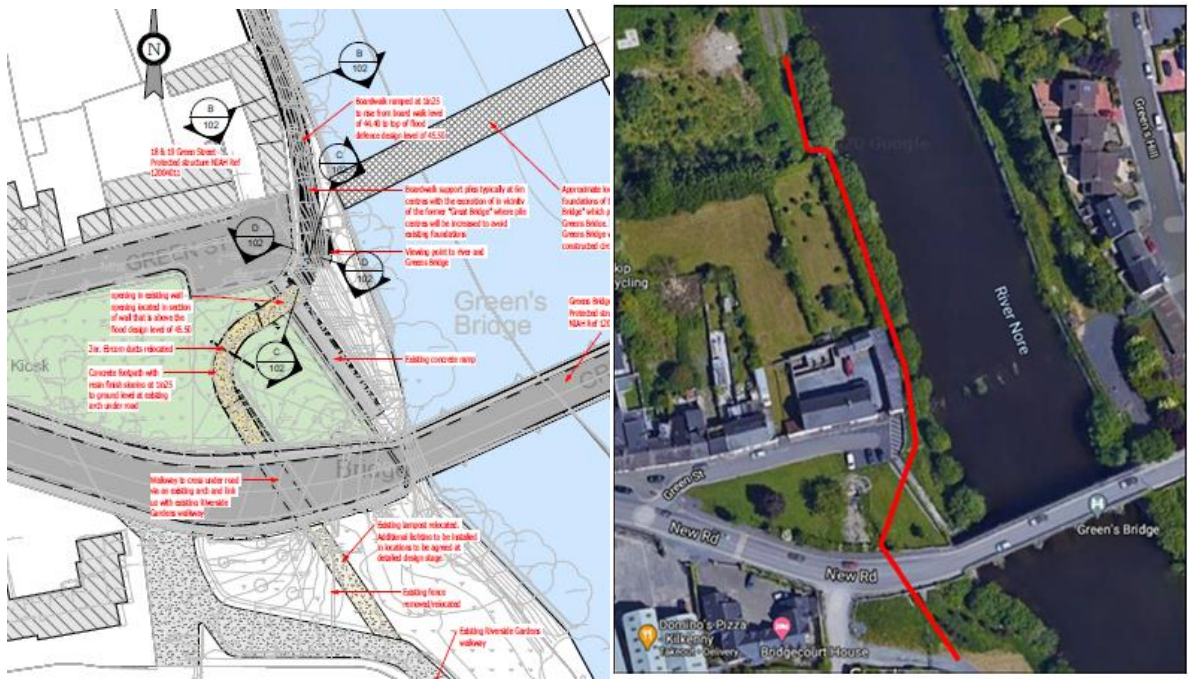 N
B
102
B
102
Boardwalk ramped at 1in25
to rise from board walk level
of 44.40 to top of flood
defence design level of 45.50
18 & 19 Green Street -
Protected structure NIAH Ref
12004011
C
102
Boardwalk support piles typically at 6m
centres with the exception of in vicinity
of the former "Great Bridge" where pile
centres will be increased to avoid
existing foundations
Approximate lo
foundations of t
Bridge" which p
Greens Bridge.
Greens Bridge
constructed circ
D
102
GREEN ST
Viewing point to river and
Greens Bridge
D
102
opening in existing wall -
opening located in section
of wall that is above the
flood design level of 45.50
Green's
Bridge
Greens Bridge
Protected stru
NIAH Ref 120
2nr. Eircom ducts relocated
Kiosk
C
102
Existing concrete ramp
Concrete footpath with
resin finish
at 1in25
to ground level at existing
arch under road
Walkway to cross under road
via an existing arch and link
up with existing Riverside
Gardens walkway
Existing lamppost relocated.
Additional lighting to be installed
in locations to be agreed at
detailed design stage.
Existing fence
removed/relocated
Existing Riverside Gardens
walkway
Google
Green's Hill
kip
ycling
River Nore
Green St
New Rd
Green's Bridge
New Rd
Domino's Pizza
- Kilkenny
Takeout • Delivery
Bridgecourt House